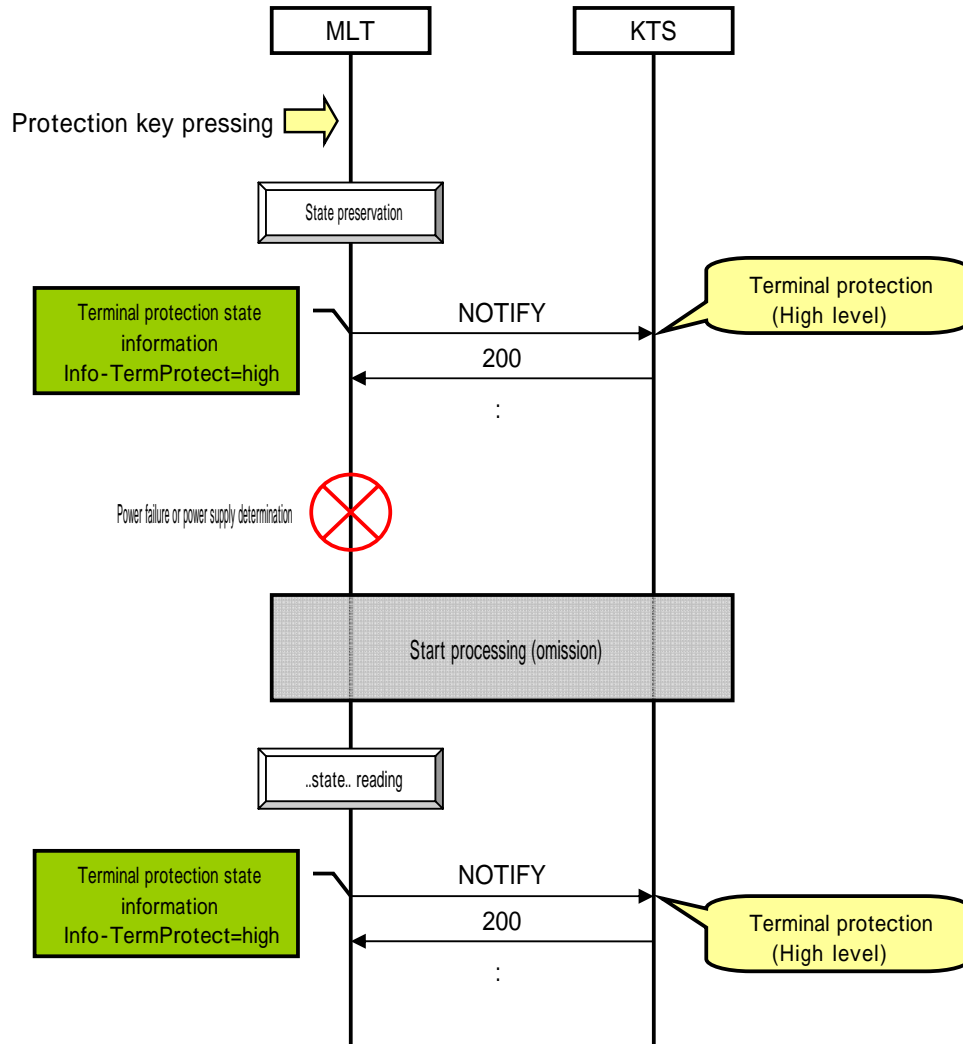 MLT
KTS
Protection key pressing
State preservation
Terminal protection state
information
Info-TermProtect=high
NOTIFY
Terminal protection
(High level)
200
:
Power failure or power supply determination
Start processing (omission)
..state.. reading
Terminal protection state
information
Info-TermProtect=high
NOTIFY
200
Terminal protection
(High level)
: